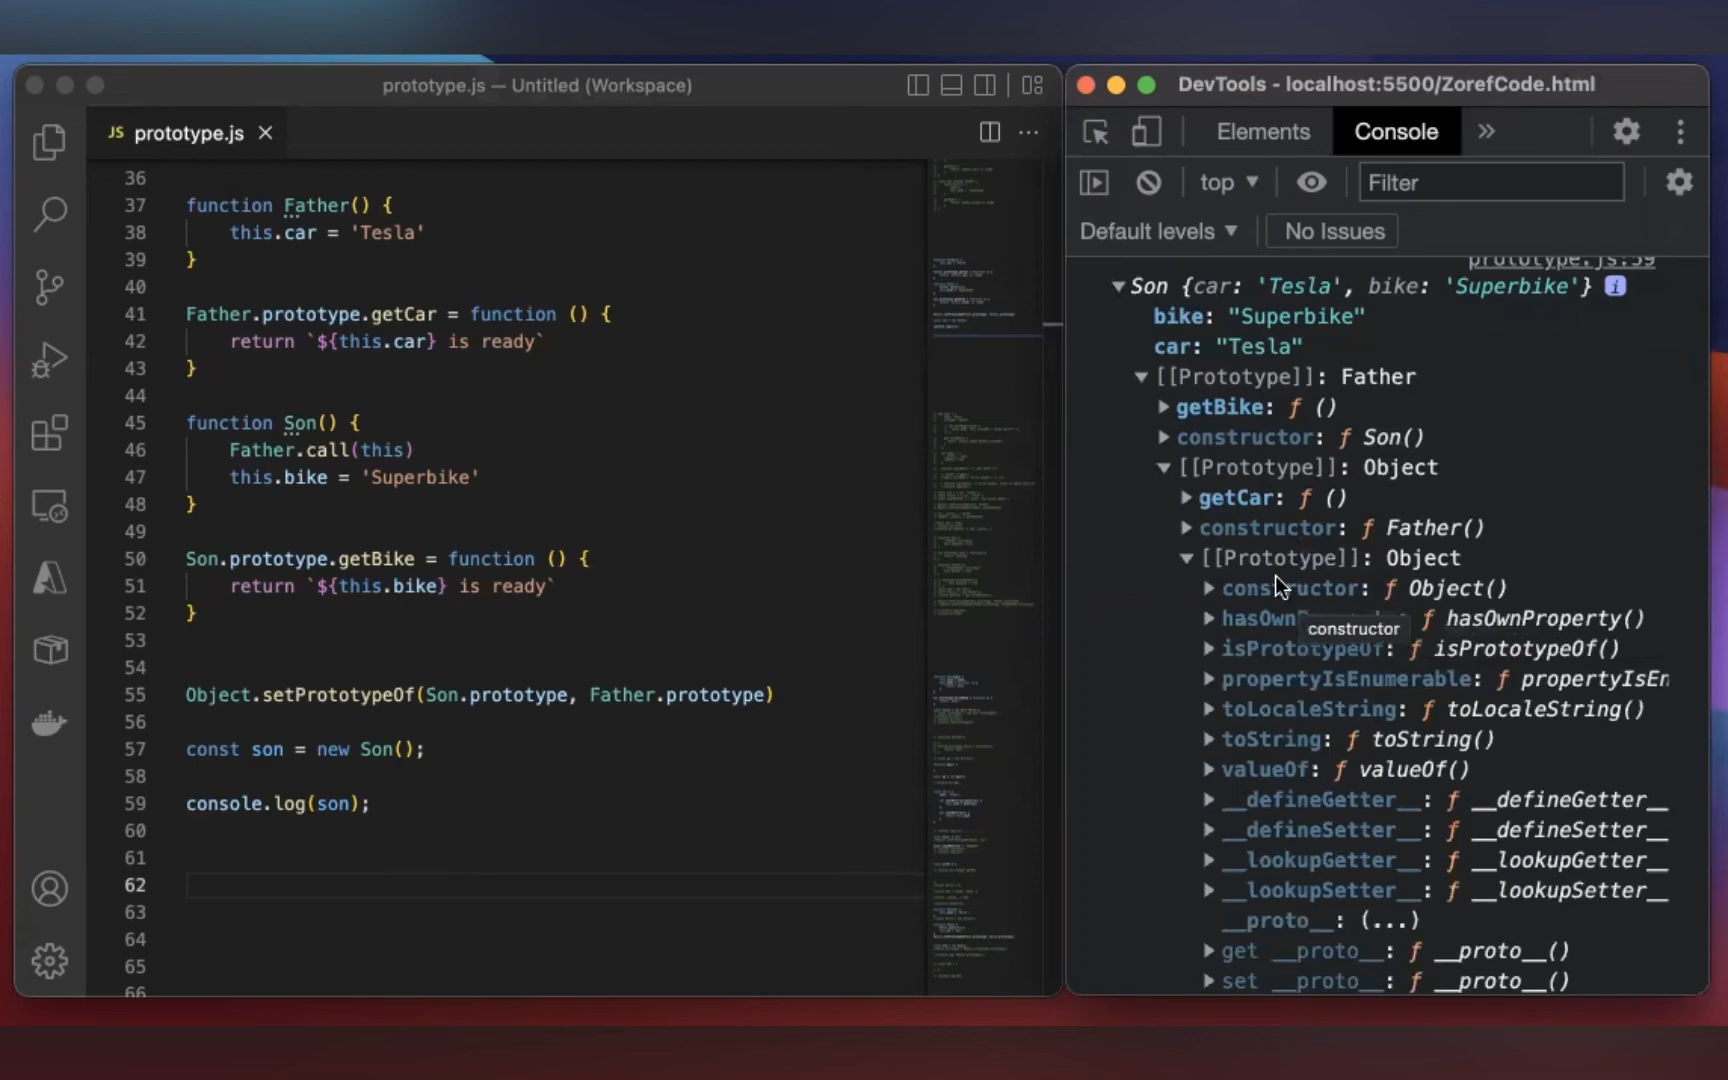 prototype.js — Untitled (Workspace)
JS prototype.js
36
37 function Father() {
38 this.car = 'Tesla'
39 }
40
41 Father.prototype.getCar = function () {
42 return `${this.car} is ready`
43 }
44
45 function Son() {
46 Father.call(this)
47 this.bike = 'Superbike'
48 }
49
50 Son.prototype.getBike = function () {
51 return `${this.bike} is ready`
52 }
53
54
55 Object.setPrototypeOf(Son.prototype, Father.prototype)
56
57 const son = new Son();
58
59 console.log(son);
60
61
62
63
64
65
66
DevTools - localhost:5500/ZorefCode.html
Elements Console »
top Filter
Default levels No Issues
prototype.js:59
Son {car: 'Tesla', bike: 'Superbike'} i
bike: "Superbike"
car: "Tesla"
[[Prototype]]: Father
getBike: ƒ ()
constructor: ƒ Son()
[[Prototype]]: Object
getCar: ƒ ()
constructor: ƒ Father()
[[Prototype]]: Object
constructor: ƒ Object()
hasOwn ƒ hasOwnProperty()
constructor
isPrototypeOf: ƒ isPrototypeOf()
propertyIsEnumerable: ƒ propertyIsEn
toLocaleString: ƒ toLocaleString()
toString: ƒ toString()
valueOf: ƒ valueOf()
__defineGetter__: ƒ __defineGetter__
__defineSetter__: ƒ __defineSetter__
__lookupGetter__: ƒ __lookupGetter__
__lookupSetter__: ƒ __lookupSetter__
__proto__: (...)
get __proto__: ƒ __proto__()
set __proto__: ƒ __proto__()